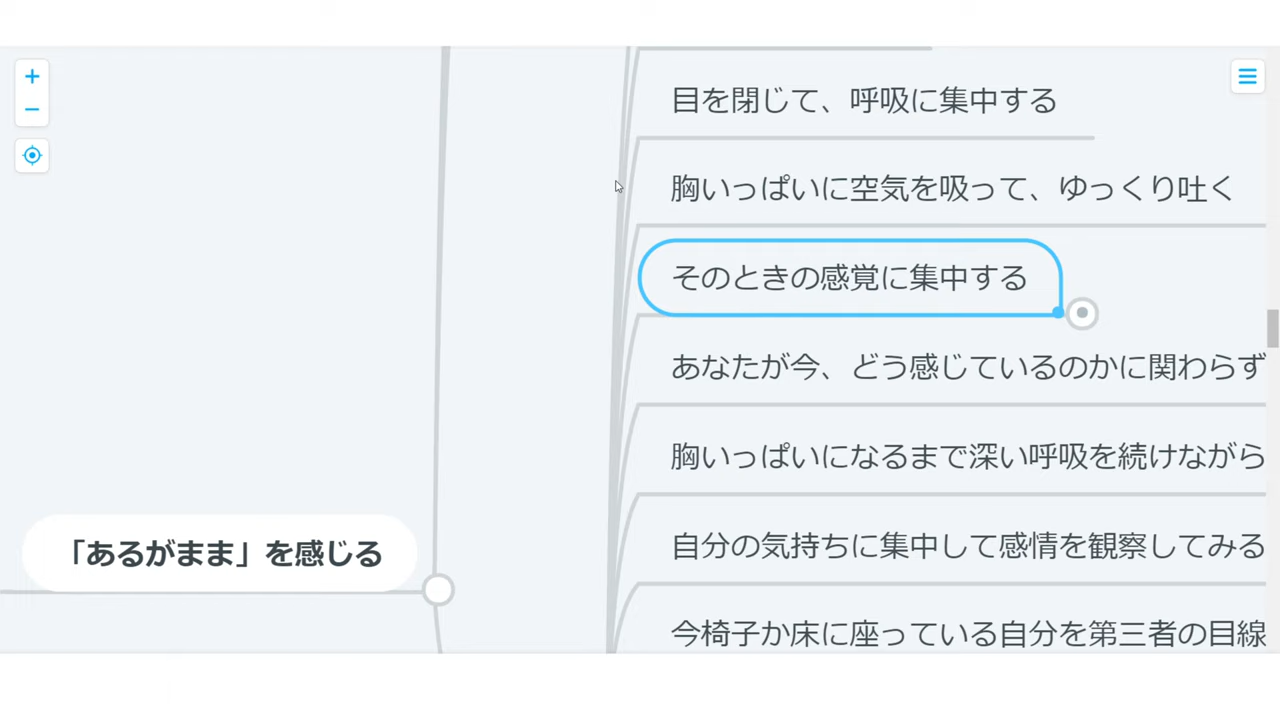 目を閉じて、呼吸に集中する
胸いっぱいに空気を吸って、ゆっくり吐く
そのときの感覚に集中する
あなたが今、どう感じているのかに関わらず
胸いっぱいになるまで深い呼吸を続けながら
自分の気持ちに集中して感情を観察してみる
今椅子か床に座っている自分を第三者の目線
「あるがまま」を感じる